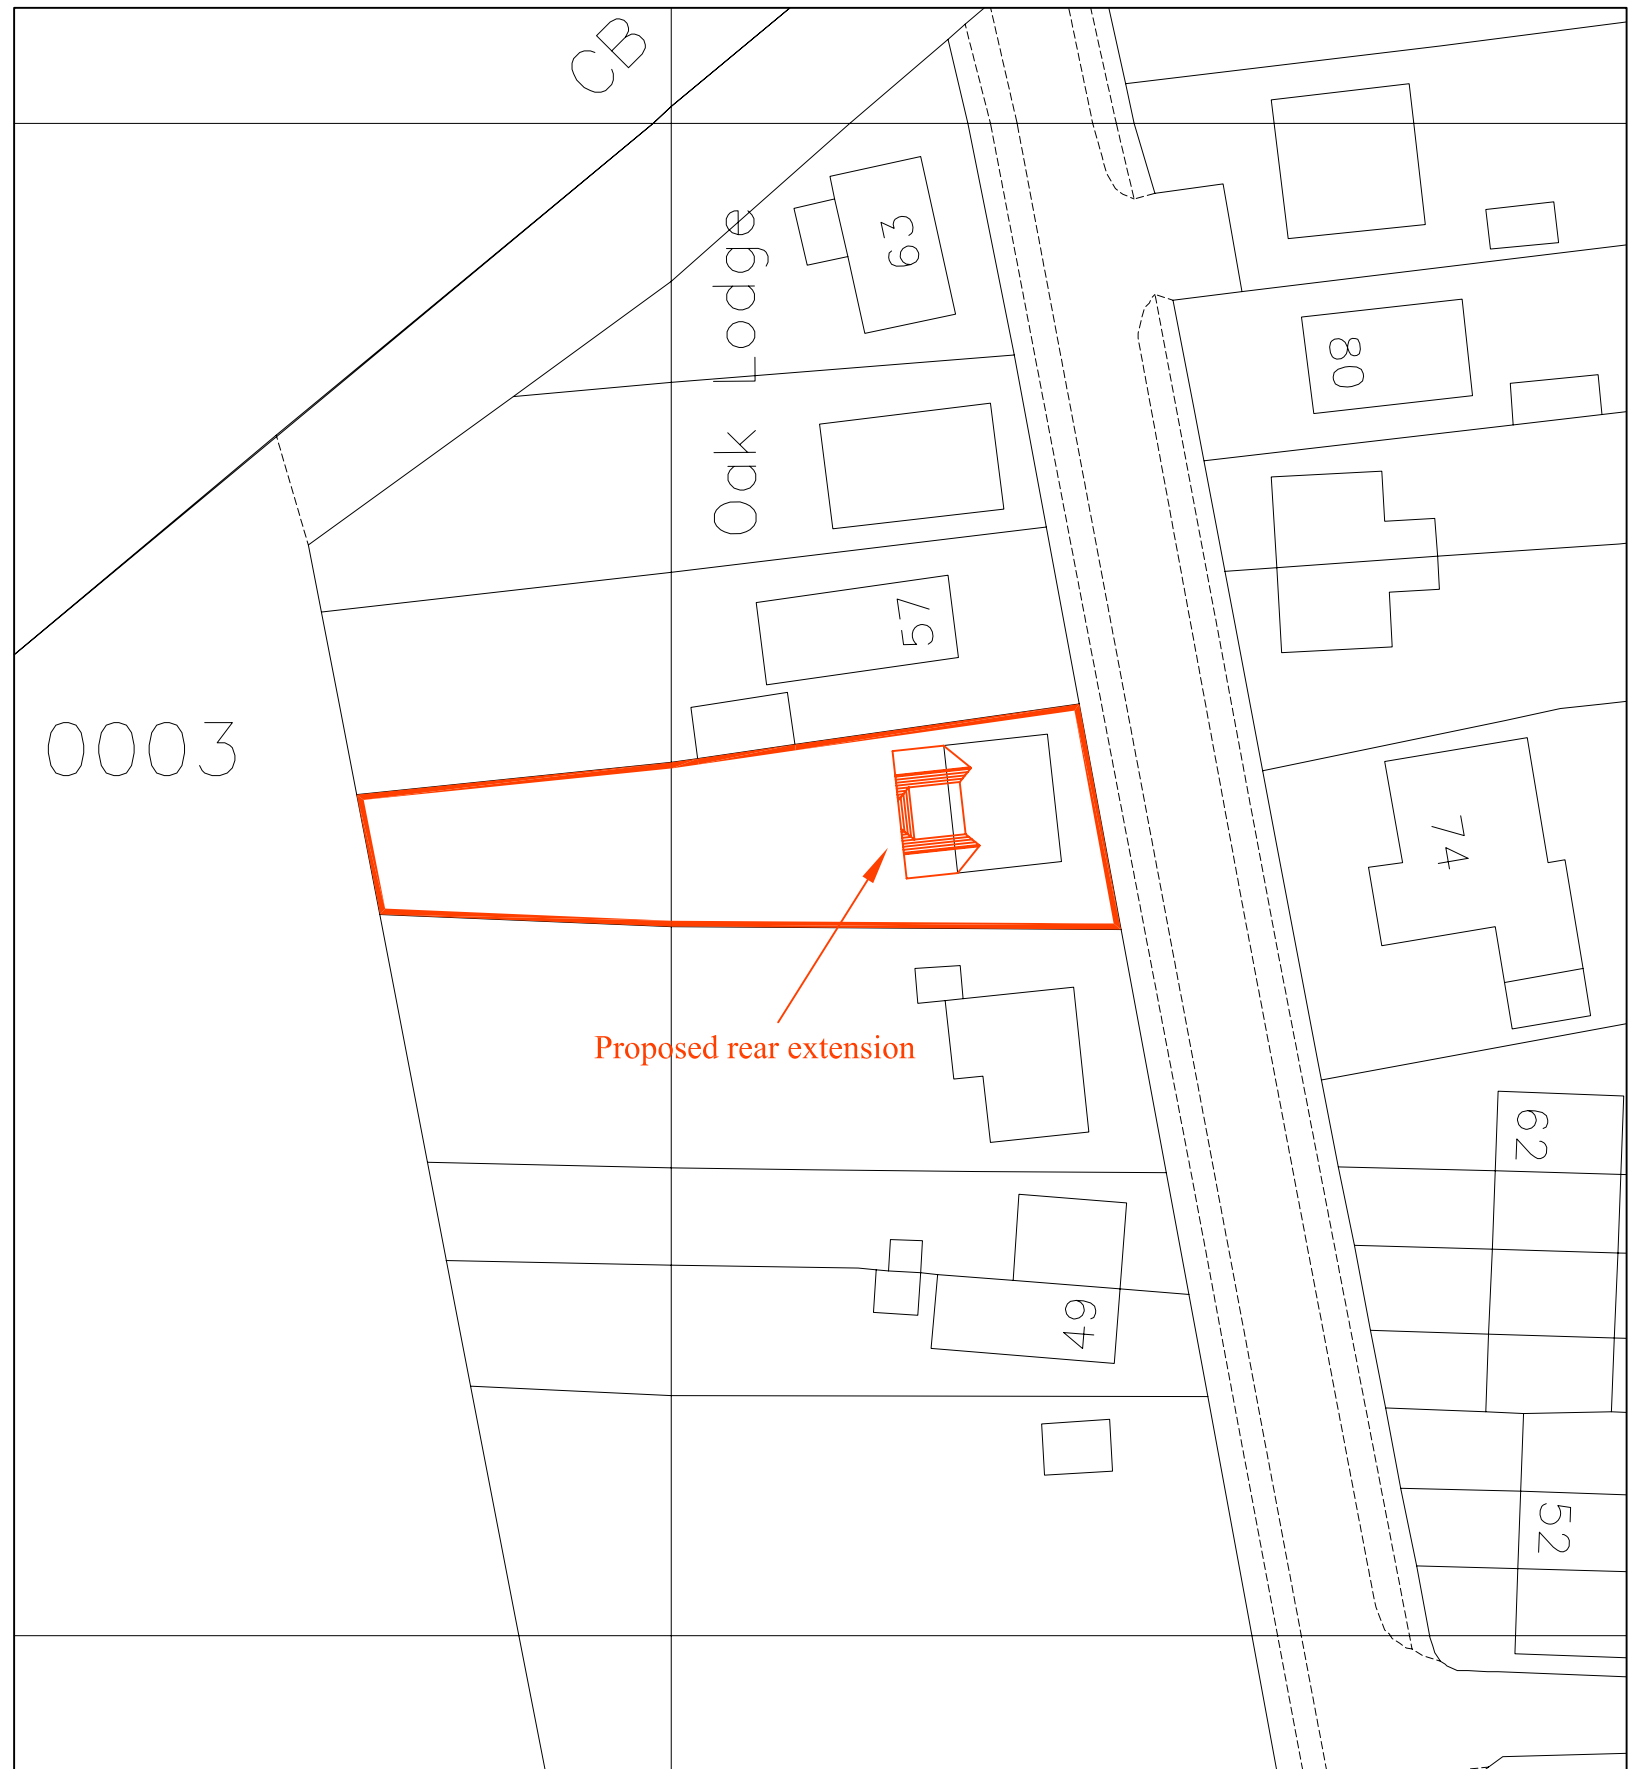 CB
63
Oak Lodge
80
57
0003
74
Proposed rear extension
62
49
52